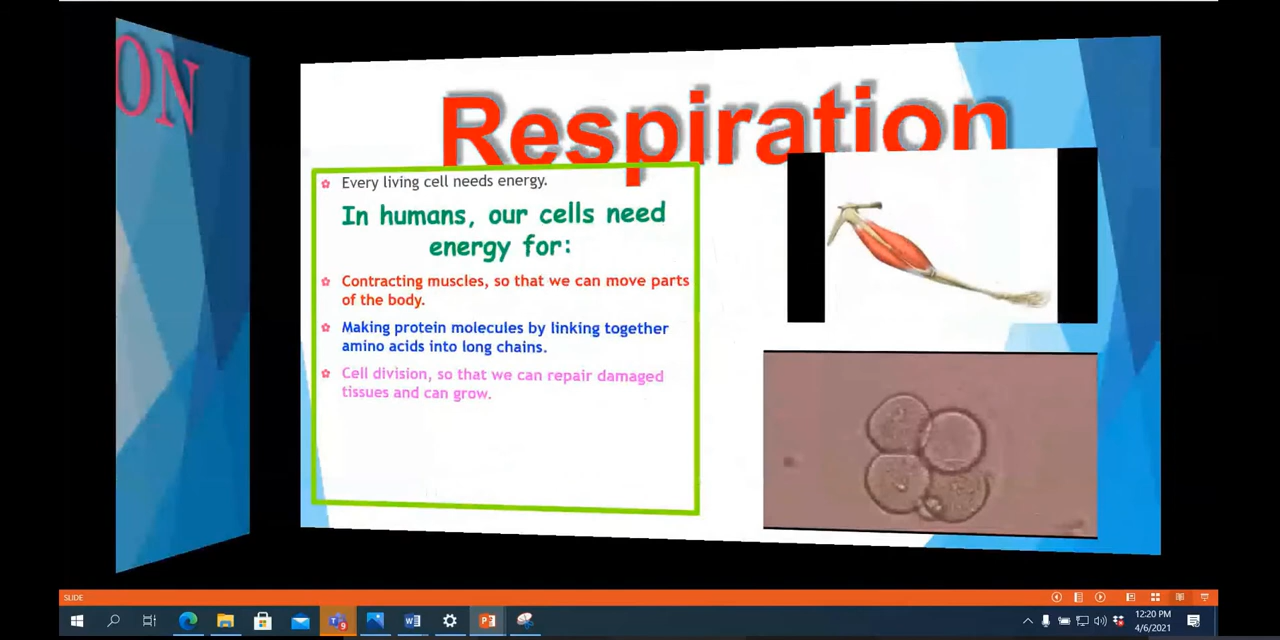 ON
Respiration
Every living cell needs energy.
In humans, our cells need
energy for:
Contracting muscles, so that we can move parts
of the body.
Making protein molecules by linking together
amino acids into long chains.
Cell division, so that we can repair damaged
tissues and can grow.
SLIDE
9
12:20 PM
4/6/2021